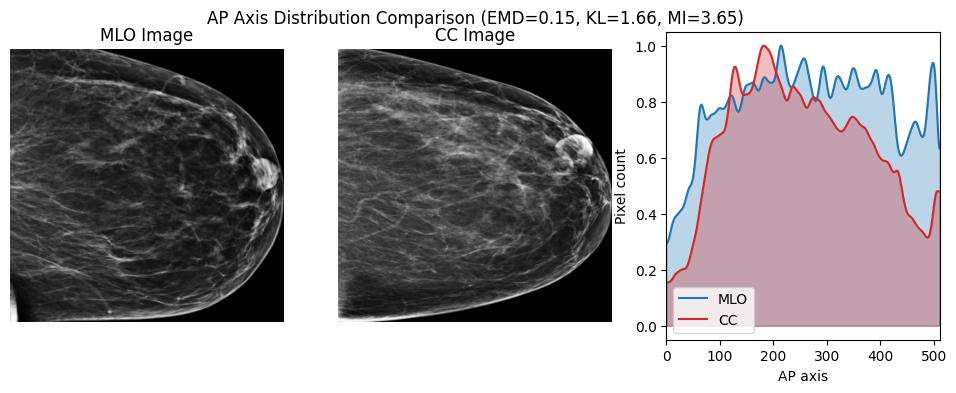 AP Axis Distribution Comparison (EMD=0.15, KL=1.66, MI=3.65)
MLO Image
CC Image
1.0
0.8
0.6
0.4
0.2
0.0
Pixel count
MLO
CC
0 100 200 300 400 500
AP axis